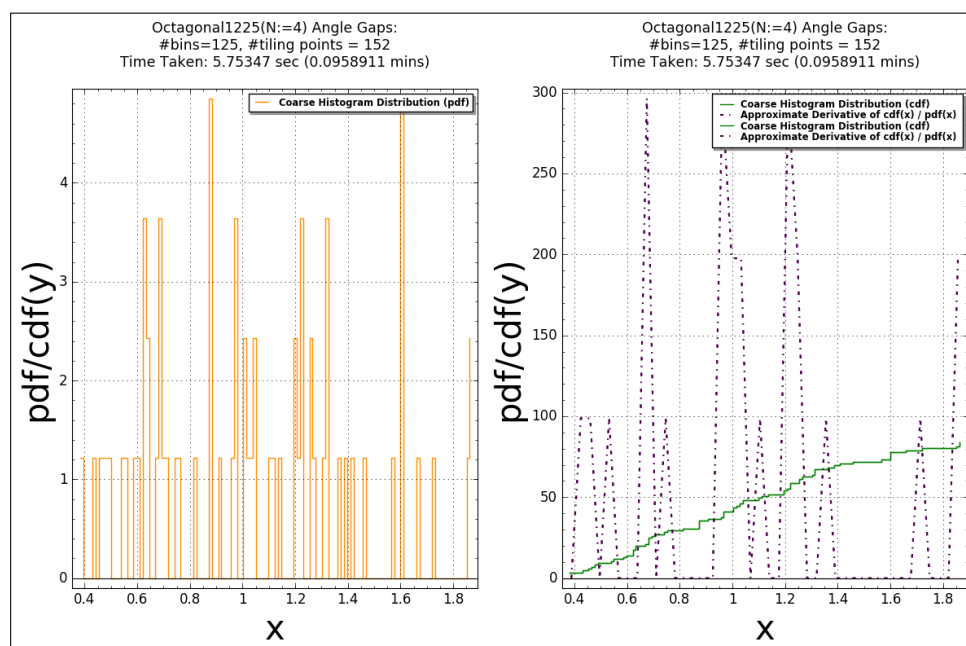 Octagonal1225(N:=4) Angle Gaps:
#bins=125, #tiling points = 152
Time Taken: 5.75347 sec (0.0958911 mins)
Coarse Histogram Distribution (pdf)
pdf/cdf(y)
4
3
2
1
0
0.4 0.6 0.8 1 1.2 1.4 1.6 1.8
x
Octagonal1225(N:=4) Angle Gaps:
#bins=125, #tiling points = 152
Time Taken: 5.75347 sec (0.0958911 mins)
Coarse Histogram Distribution (cdf)
Approximate Derivative of cdf(x) / pdf(x)
Coarse Histogram Distribution (cdf)
Approximate Derivative of cdf(x) / pdf(x)
pdf/cdf(y)
300
250
200
150
100
50
0
0.4 0.6 0.8 1 1.2 1.4 1.6 1.8
x